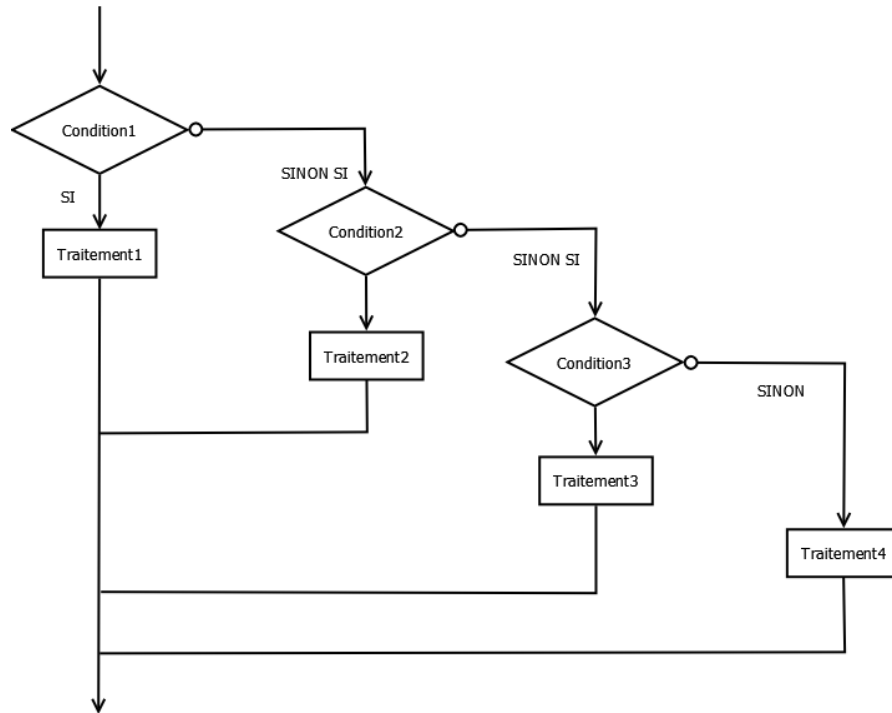 Condition1
SINON SI
SI
Condition2
Traitement1
SINON SI
Traitement2
Condition3
SINON
Traitement3
Traitement4